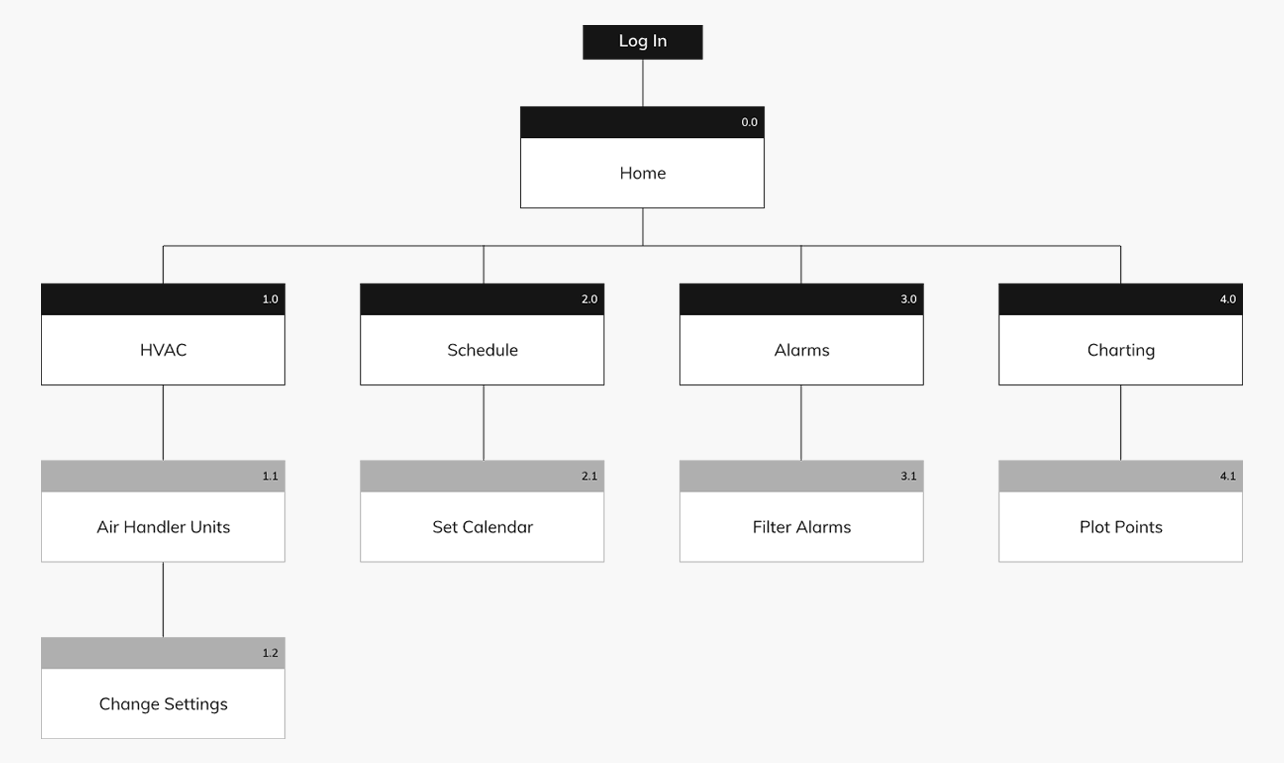 Log In
0.0
Home
1.0
HVAC
2.0
Schedule
3.0
Alarms
4.0
Charting
1.1
Air Handler Units
2.1
Set Calendar
3.1
Filter Alarms
4.1
Plot Points
1.2
Change Settings